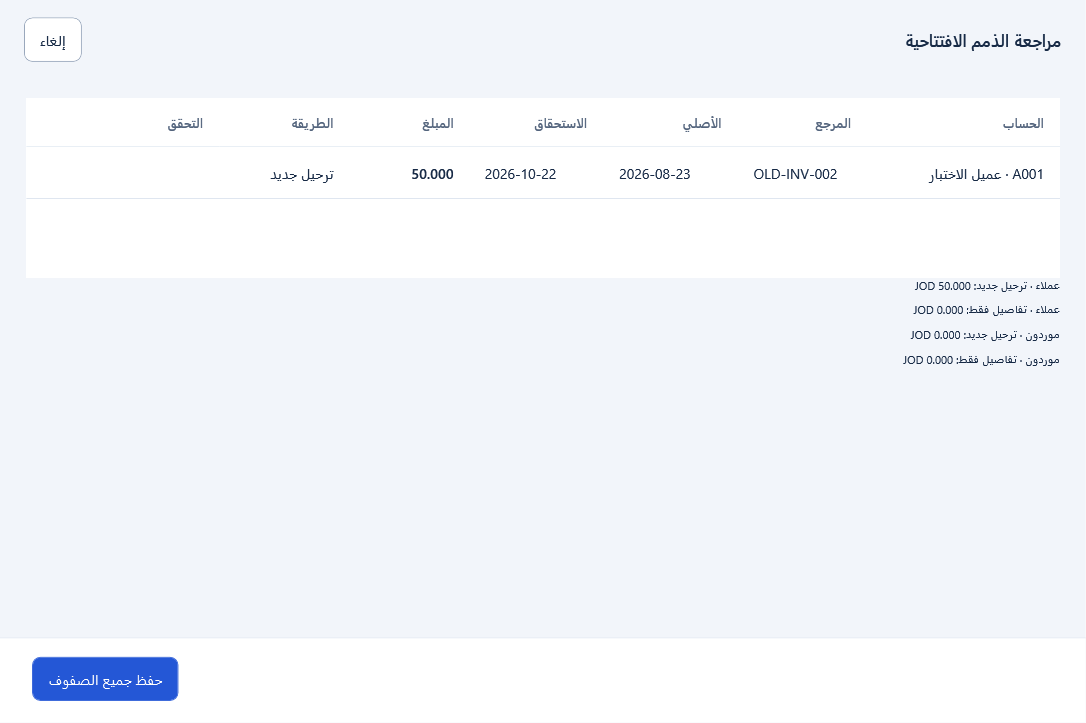 مراجعة الذمم الافتتاحية
إلغاء
الحساب المرجع الأصلي الاستحقاق المبلغ الطريقة التحقق
A001 · عميل الاختبار OLD-INV-002 2026-08-23 2026-10-22 50.000 ترحيل جديد
عملاء · ترحيل جديد: 50.000 JOD
عملاء · تفاصيل فقط: 0.000 JOD
موردون · ترحيل جديد: 0.000 JOD
موردون · تفاصيل فقط: 0.000 JOD
حفظ جميع الصفوف